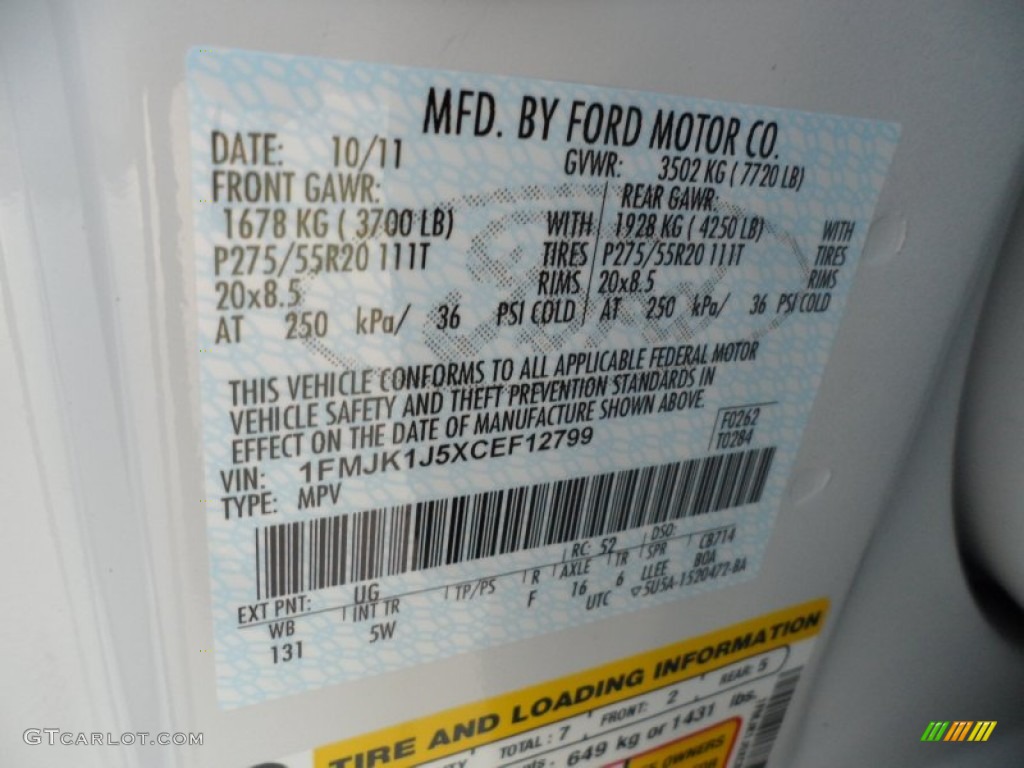 MFD. BY FORD MOTOR CO.
DATE: 10/11 GVWR: 3502 KG ( 7720 LB)
FRONT GAWR: REAR GAWR:
1678 KG ( 3700 LB) WITH 1928 KG ( 4250 LB) WITH
P275/55R20 111T TIRES P275/55R20 111T TIRES
20x8.5 RIMS 20x8.5 RIMS
AT 250 kPa/ 36 PSI COLD AT 250 kPa/ 36 PSI COLD
THIS VEHICLE CONFORMS TO ALL APPLICABLE FEDERAL MOTOR
VEHICLE SAFETY AND THEFT PREVENTION STANDARDS IN
EFFECT ON THE DATE OF MANUFACTURE SHOWN ABOVE.
F0262
VIN: 1FMJK1J5XCEF12799 T0284
TYPE: MPV
EXT PNT: UG RC: 52 DSO: CB714
WB INT TR TP/PS R AXLE TR SPR BOA
131 5W F 16 6 LLEE
UTC ▽5U5A-1520472-BA
TIRE AND LOADING INFORMATION
TOTAL : 7 FRONT: 2 REAR: 5
649 kg or 1431 lbs.
OWNERS
GTCarlot.com